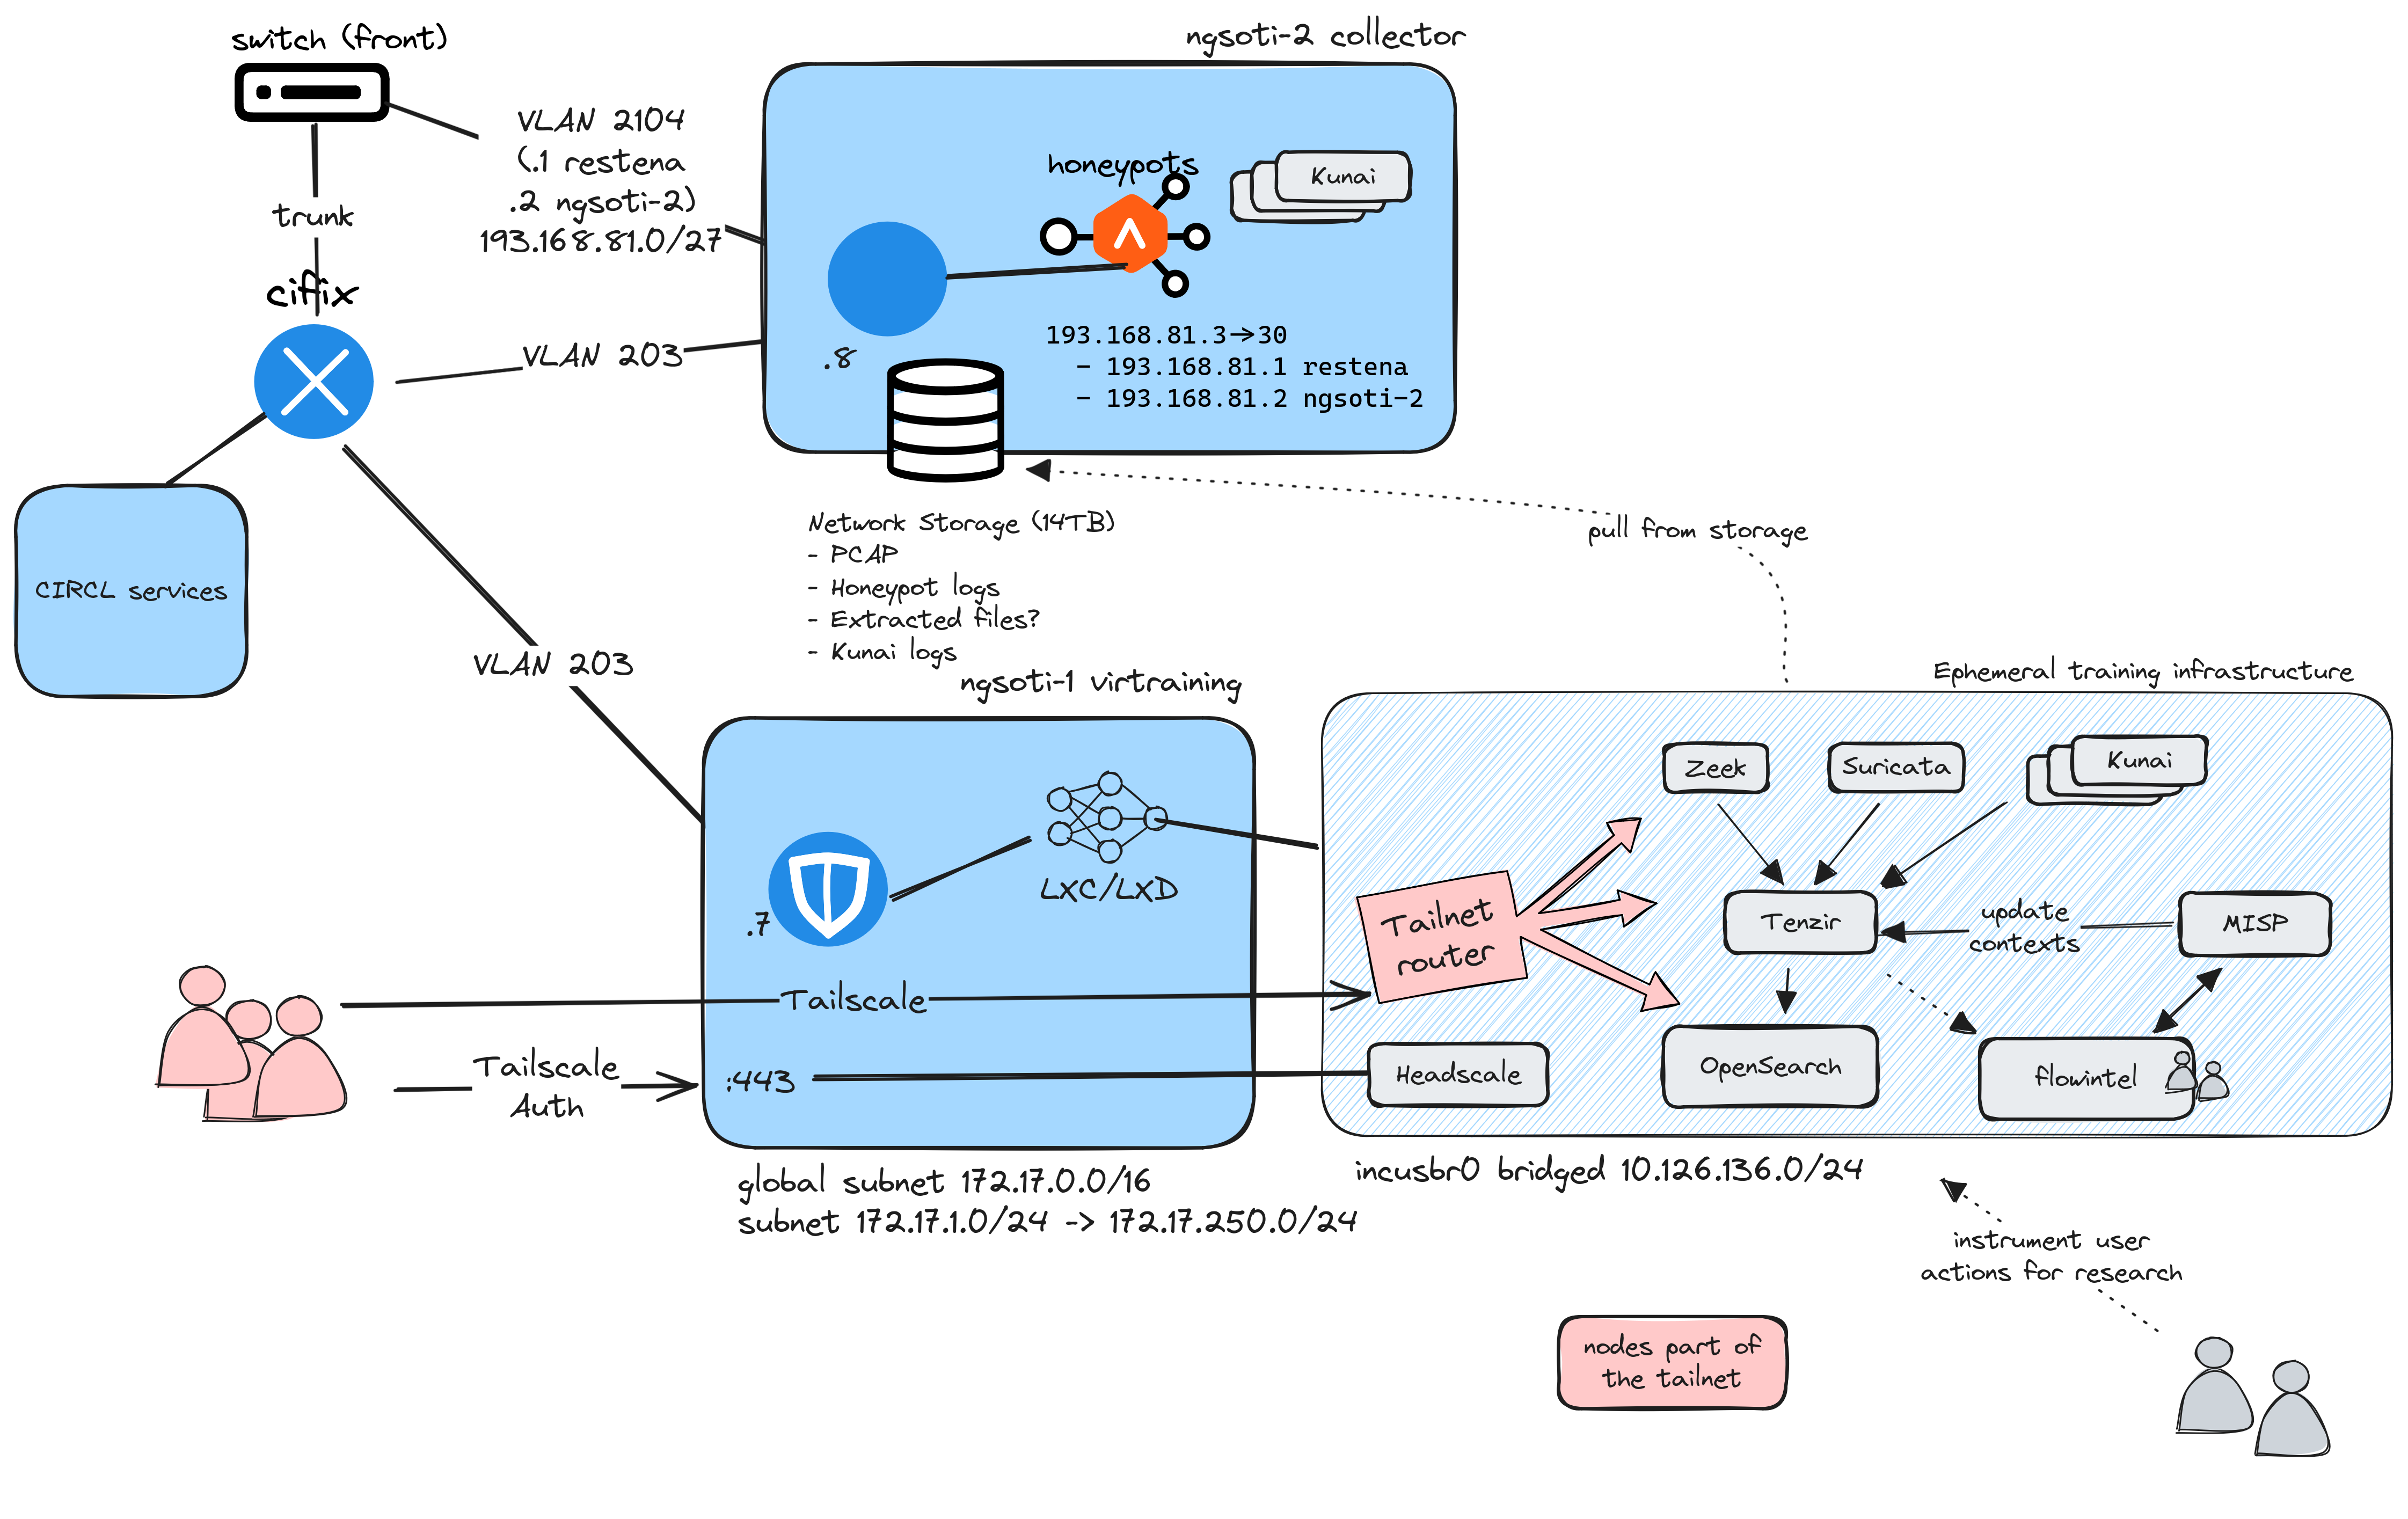 switch (front)
ngsoti-2 collector
VLAN 2104
(.1 restena
.2 ngsoti-2)
193.168.81.0/27
trunk
cifix
honeypots
Kunai
VLAN 203
.8
193.168.81.3->30
- 193.168.81.1 restena
- 193.168.81.2 ngsoti-2
CIRCL services
Network Storage (14TB)
- PCAP
- Honeypot logs
- Extracted files?
- Kunai logs
pull from storage
VLAN 203
ngsoti-1 virtraining
Ephemeral training infrastructure
Zeek
Suricata
Kunai
LXC/LXD
.7
Tailnet
router
Tenzir
update
contexts
MISP
Tailscale
Tailscale
Auth
:443
Headscale
OpenSearch
flowintel
global subnet 172.17.0.0/16
subnet 172.17.1.0/24 -> 172.17.250.0/24
incusbr0 bridged 10.126.136.0/24
instrument user
actions for research
nodes part of
the tailnet